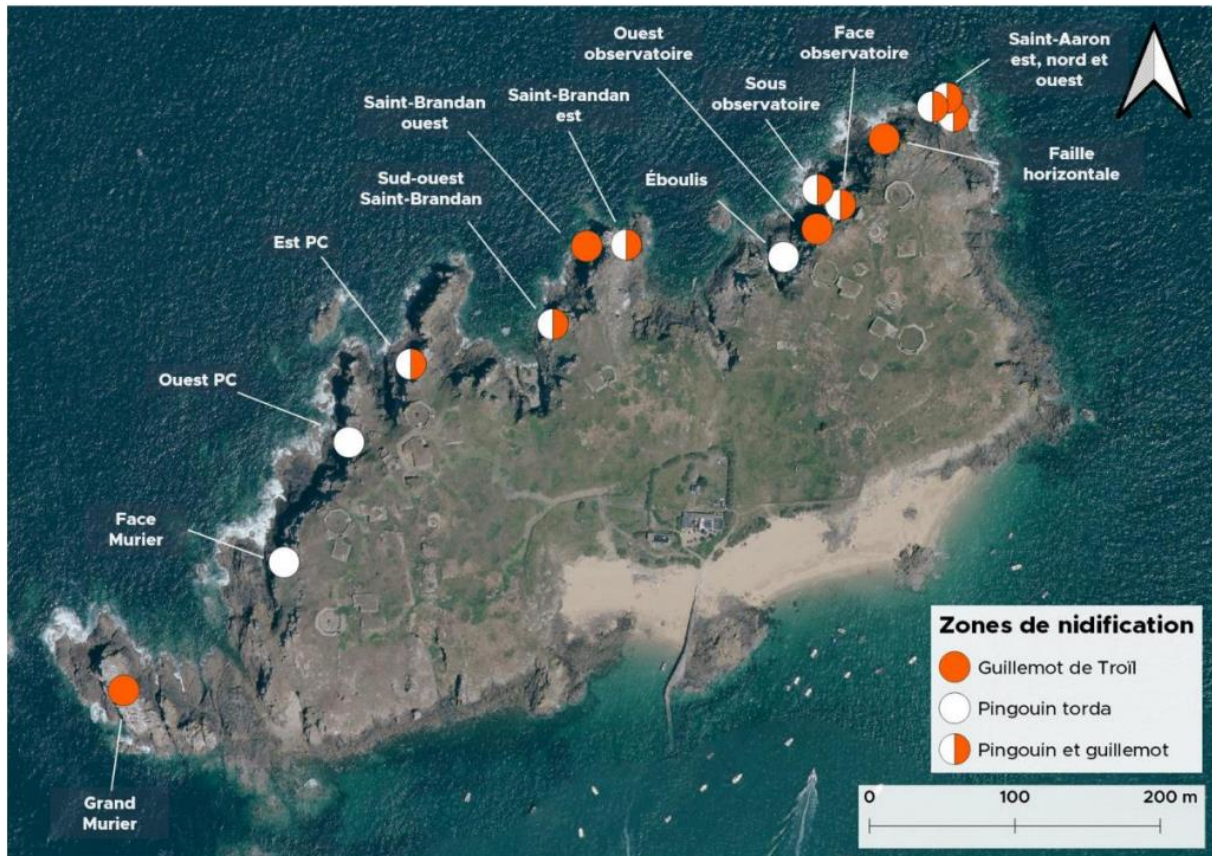 Ouest
observatoire
Face
observatoire
Saint-Aaron
est, nord et
ouest
Saint-Brandan
ouest
Saint-Brandan
est
Sous
observatoire
Sud-ouest
Saint-Brandan
Éboulis
Faille
horizontale
Est PC
Ouest PC
Face
Murier
Grand
Murier
Zones de nidification
Guillemot de Troïl
Pingouin torda
Pingouin et guillemot
0 100 200 m